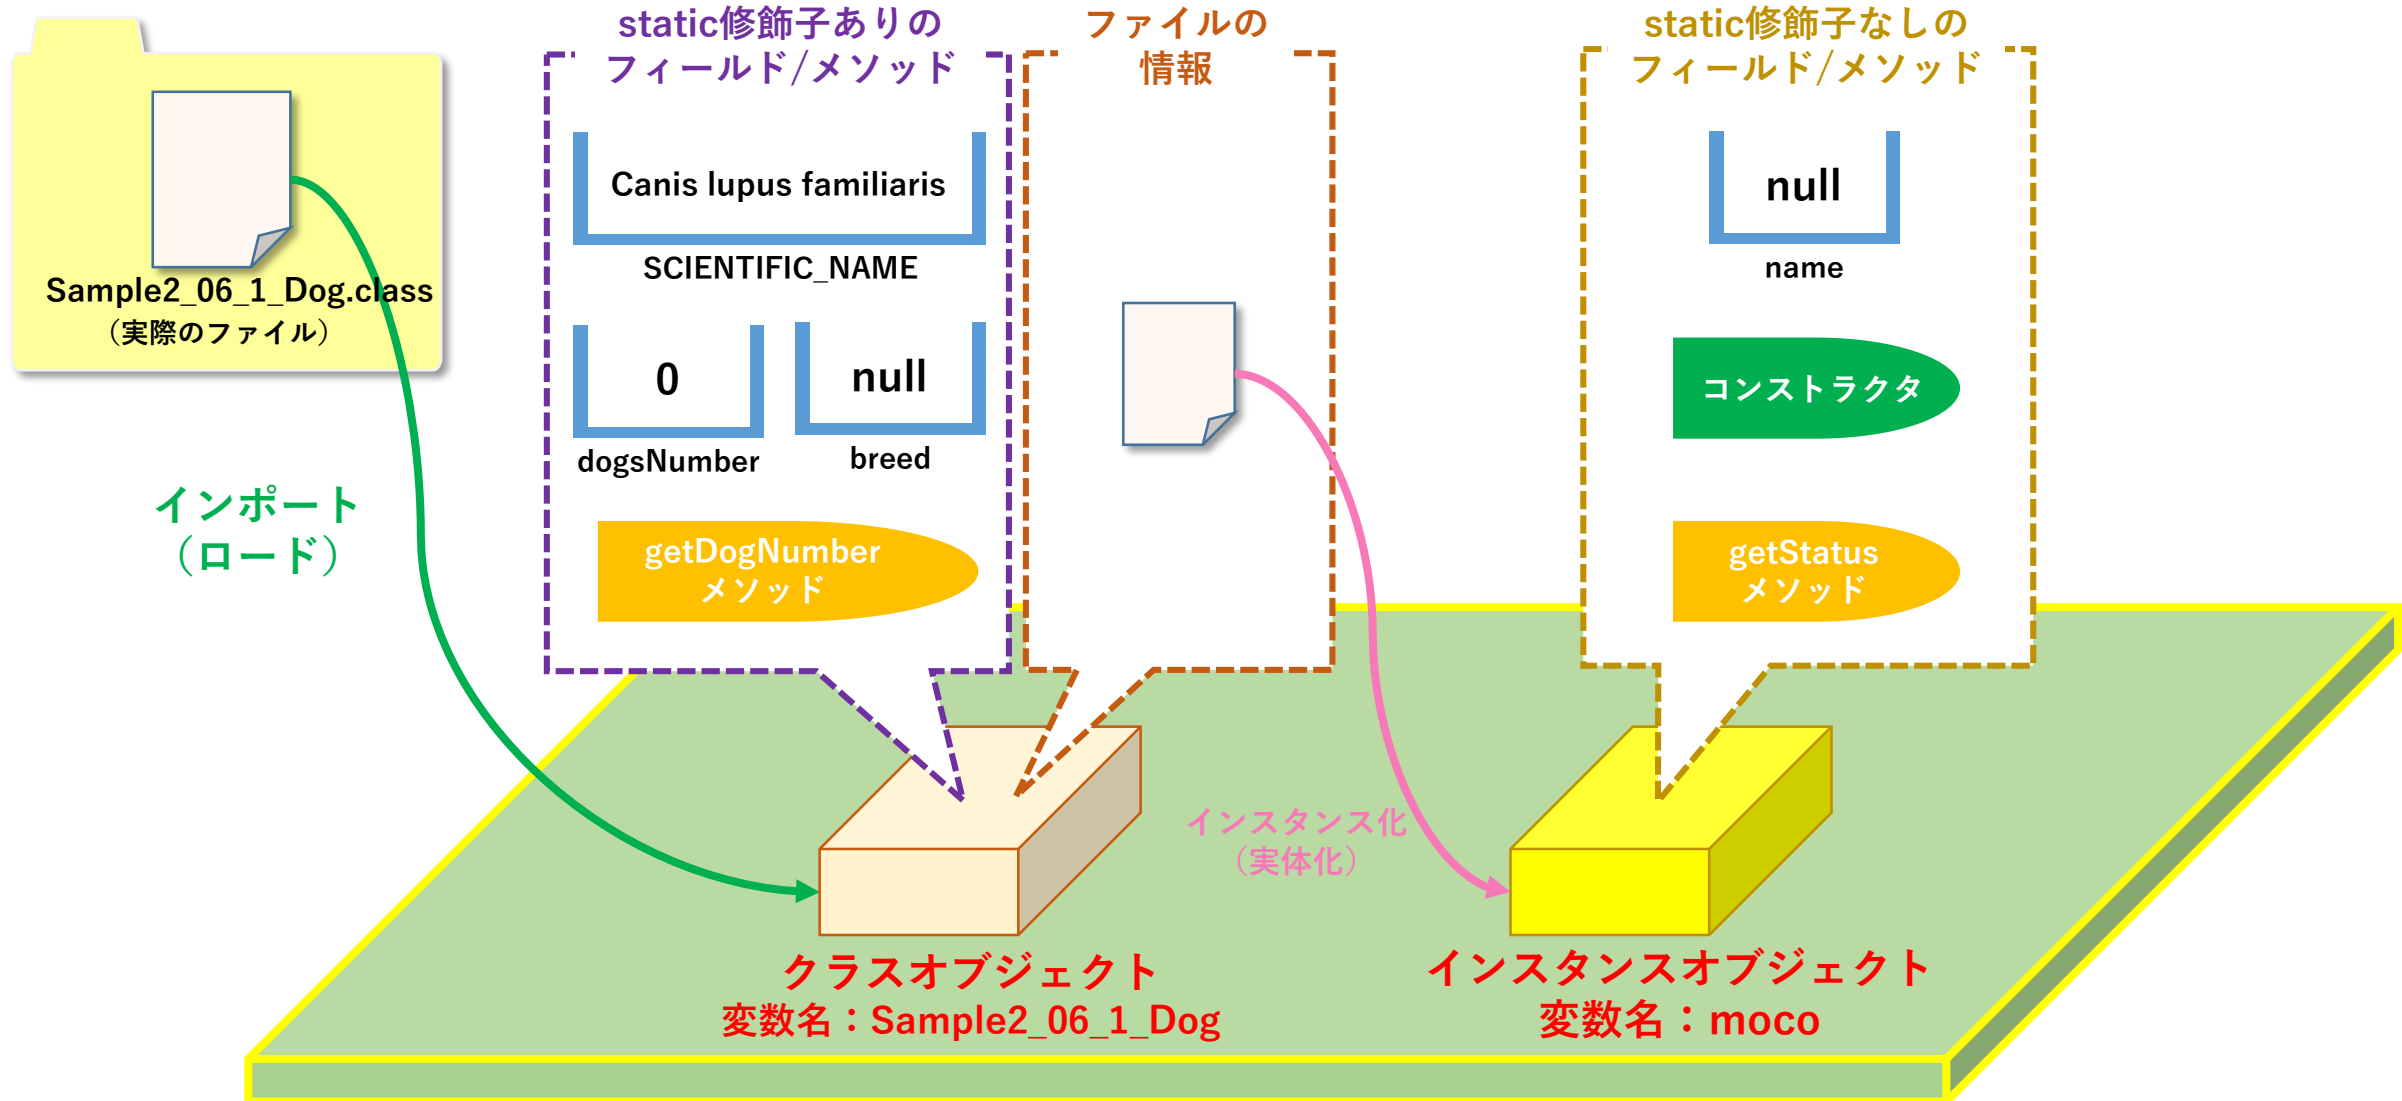 static修飾子ありの
フィールド/メソッド
ファイルの
情報
static修飾子なしの
フィールド/メソッド
Canis lupus familiaris
SCIENTIFIC_NAME
null
name
Sample2_06_1_Dog.class
（実際のファイル）
0
dogsNumber
null
breed
コンストラクタ
インポート
（ロード）
getDogNumber
メソッド
getStatus
メソッド
インスタンス化
（実体化）
クラスオブジェクト
変数名：Sample2_06_1_Dog
インスタンスオブジェクト
変数名：moco